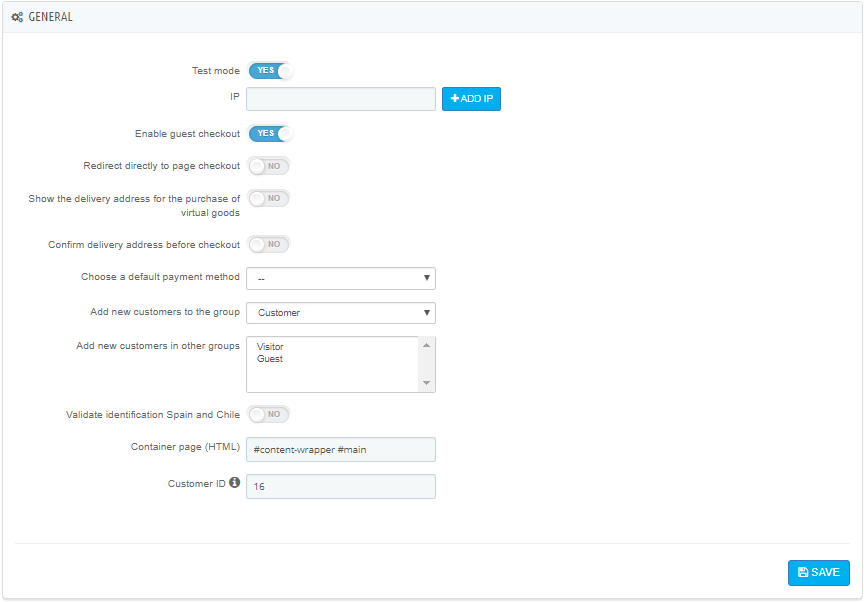 GENERAL
Test mode YES
IP ADD IP
Enable guest checkout YES
Redirect directly to page checkout NO
Show the delivery address for the purchase of NO
virtual goods
Confirm delivery address before checkout NO
Choose a default payment method --
Add new customers to the group Customer
Add new customers in other groups Visitor
Guest
Validate identification Spain and Chile NO
Container page (HTML) #content-wrapper #main
Customer ID 16
SAVE